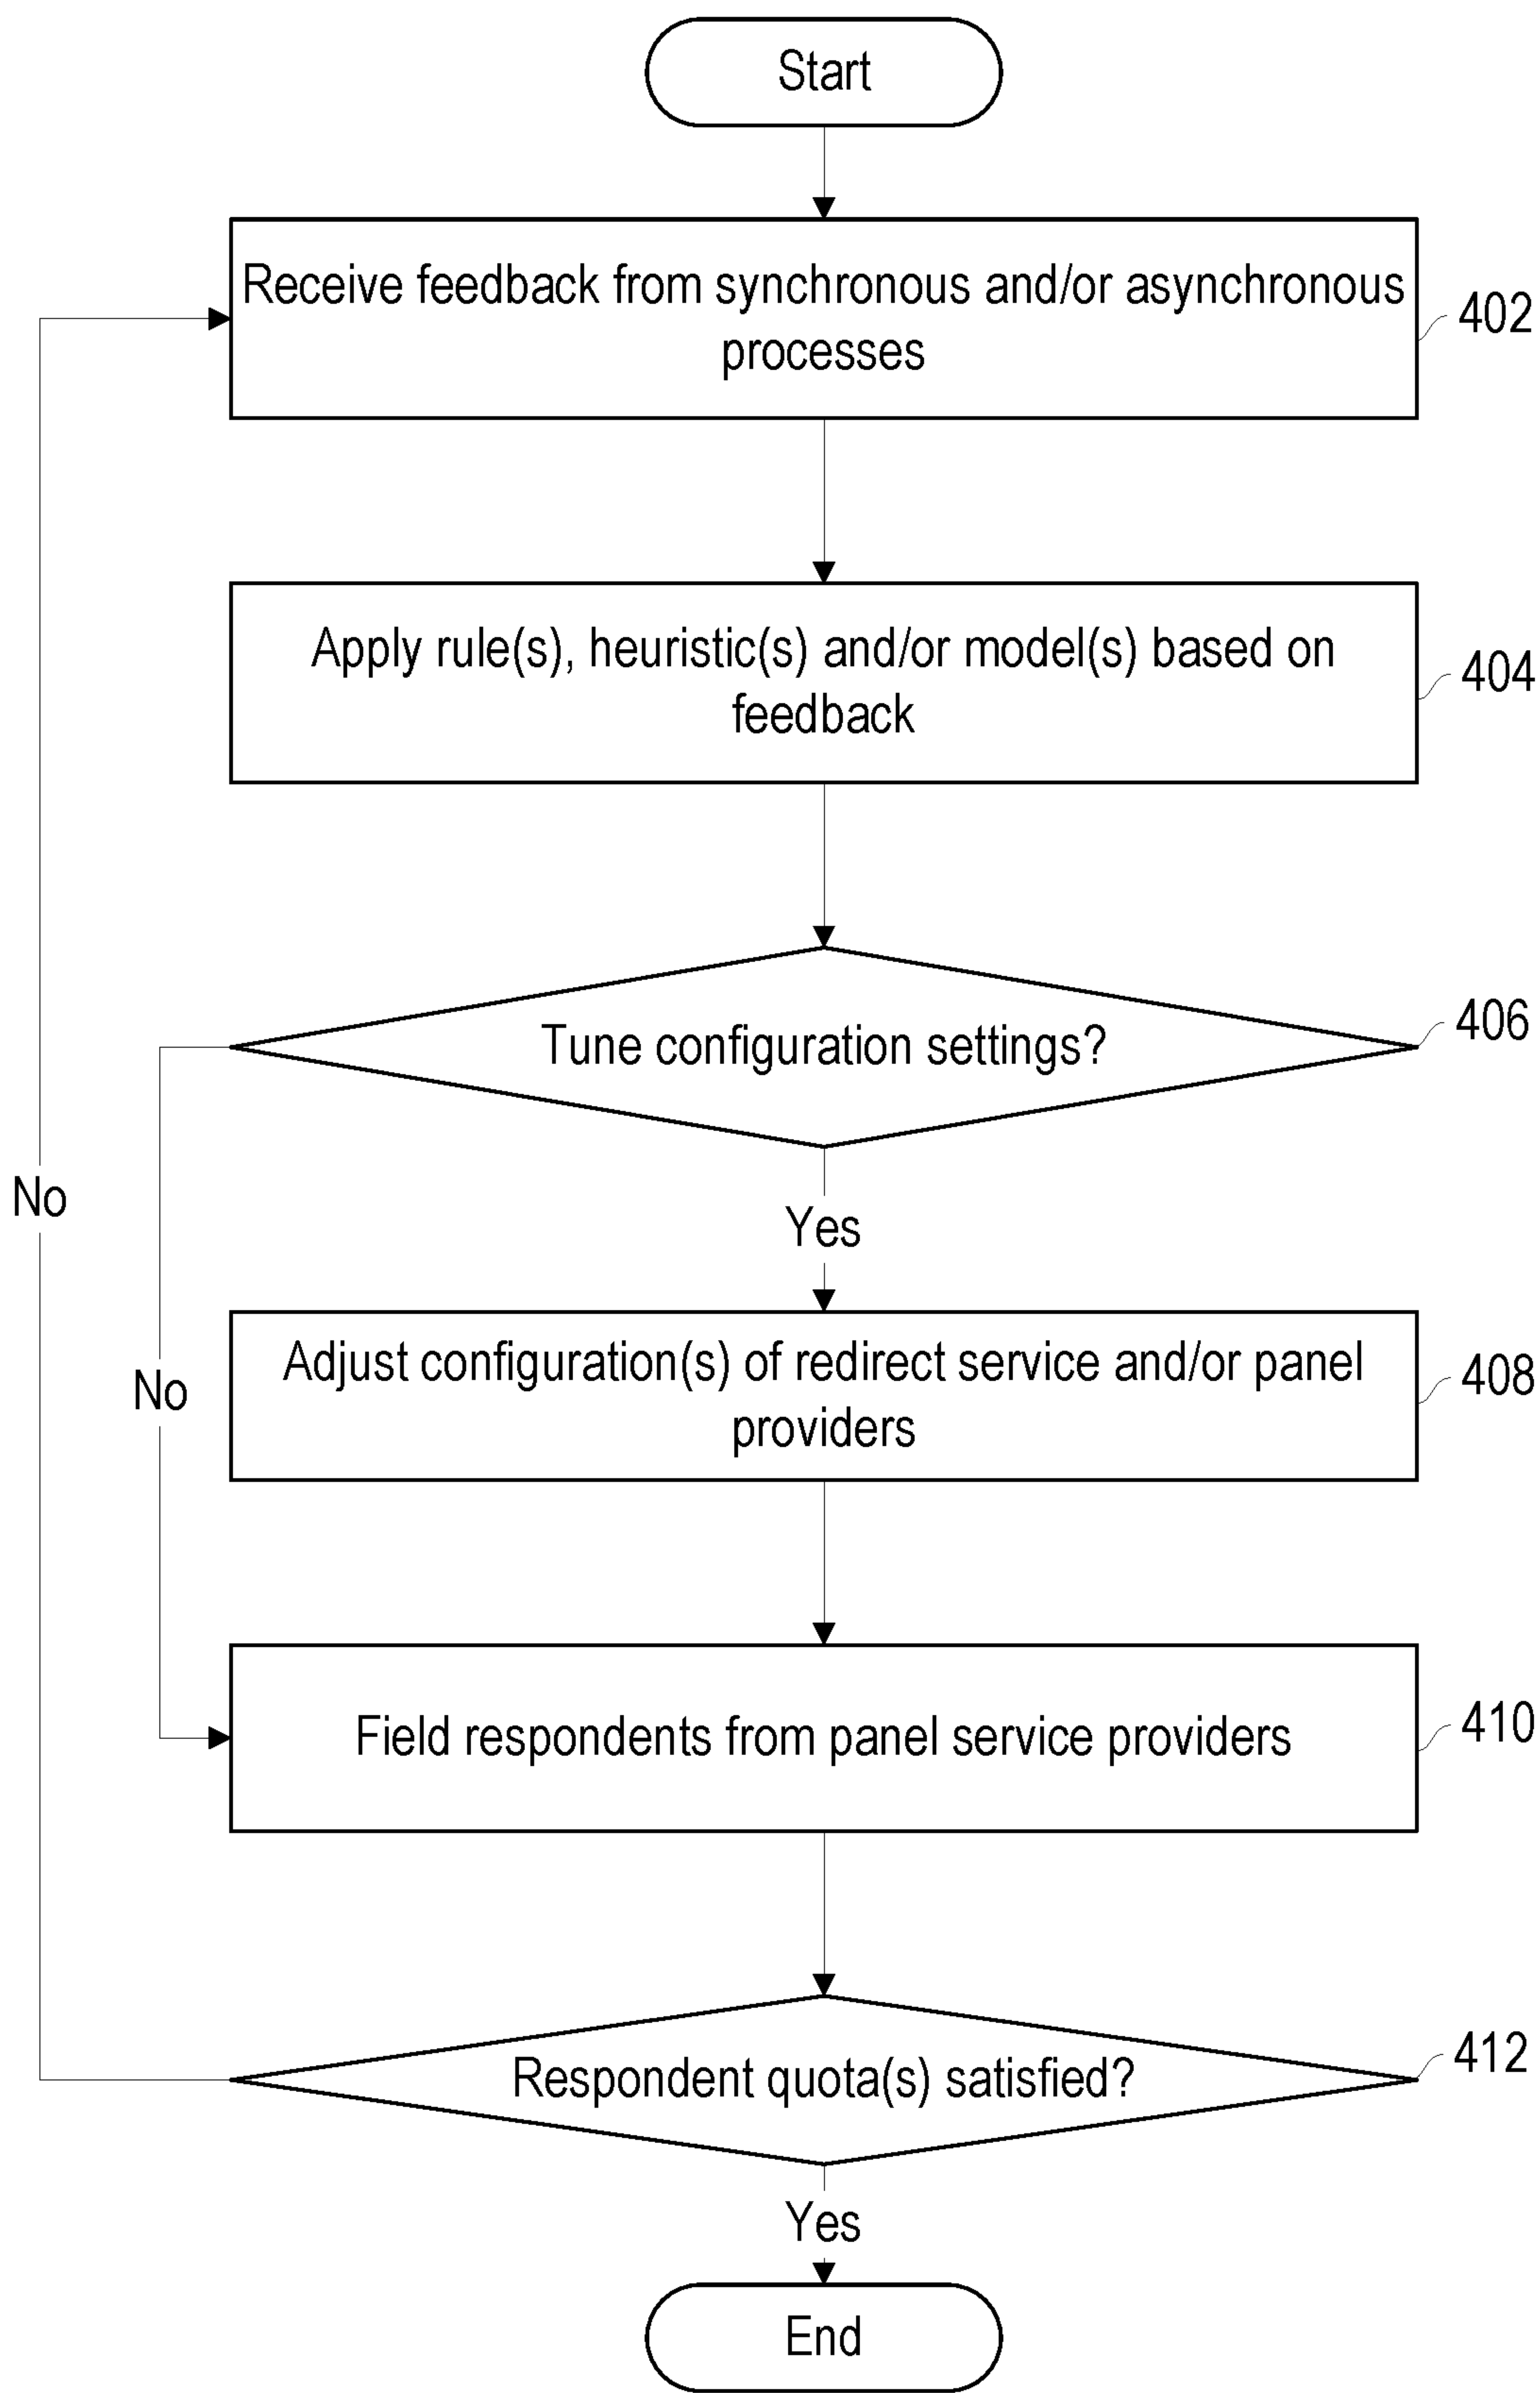 Start
Receive feedback from synchronous and/or asynchronous
processes
402
Apply rule(s), heuristic(s) and/or model(s) based on
feedback
404
Tune configuration settings?
406
No
Yes
Adjust configuration(s) of redirect service and/or panel
providers
408
No
Field respondents from panel service providers
410
Respondent quota(s) satisfied?
412
Yes
End